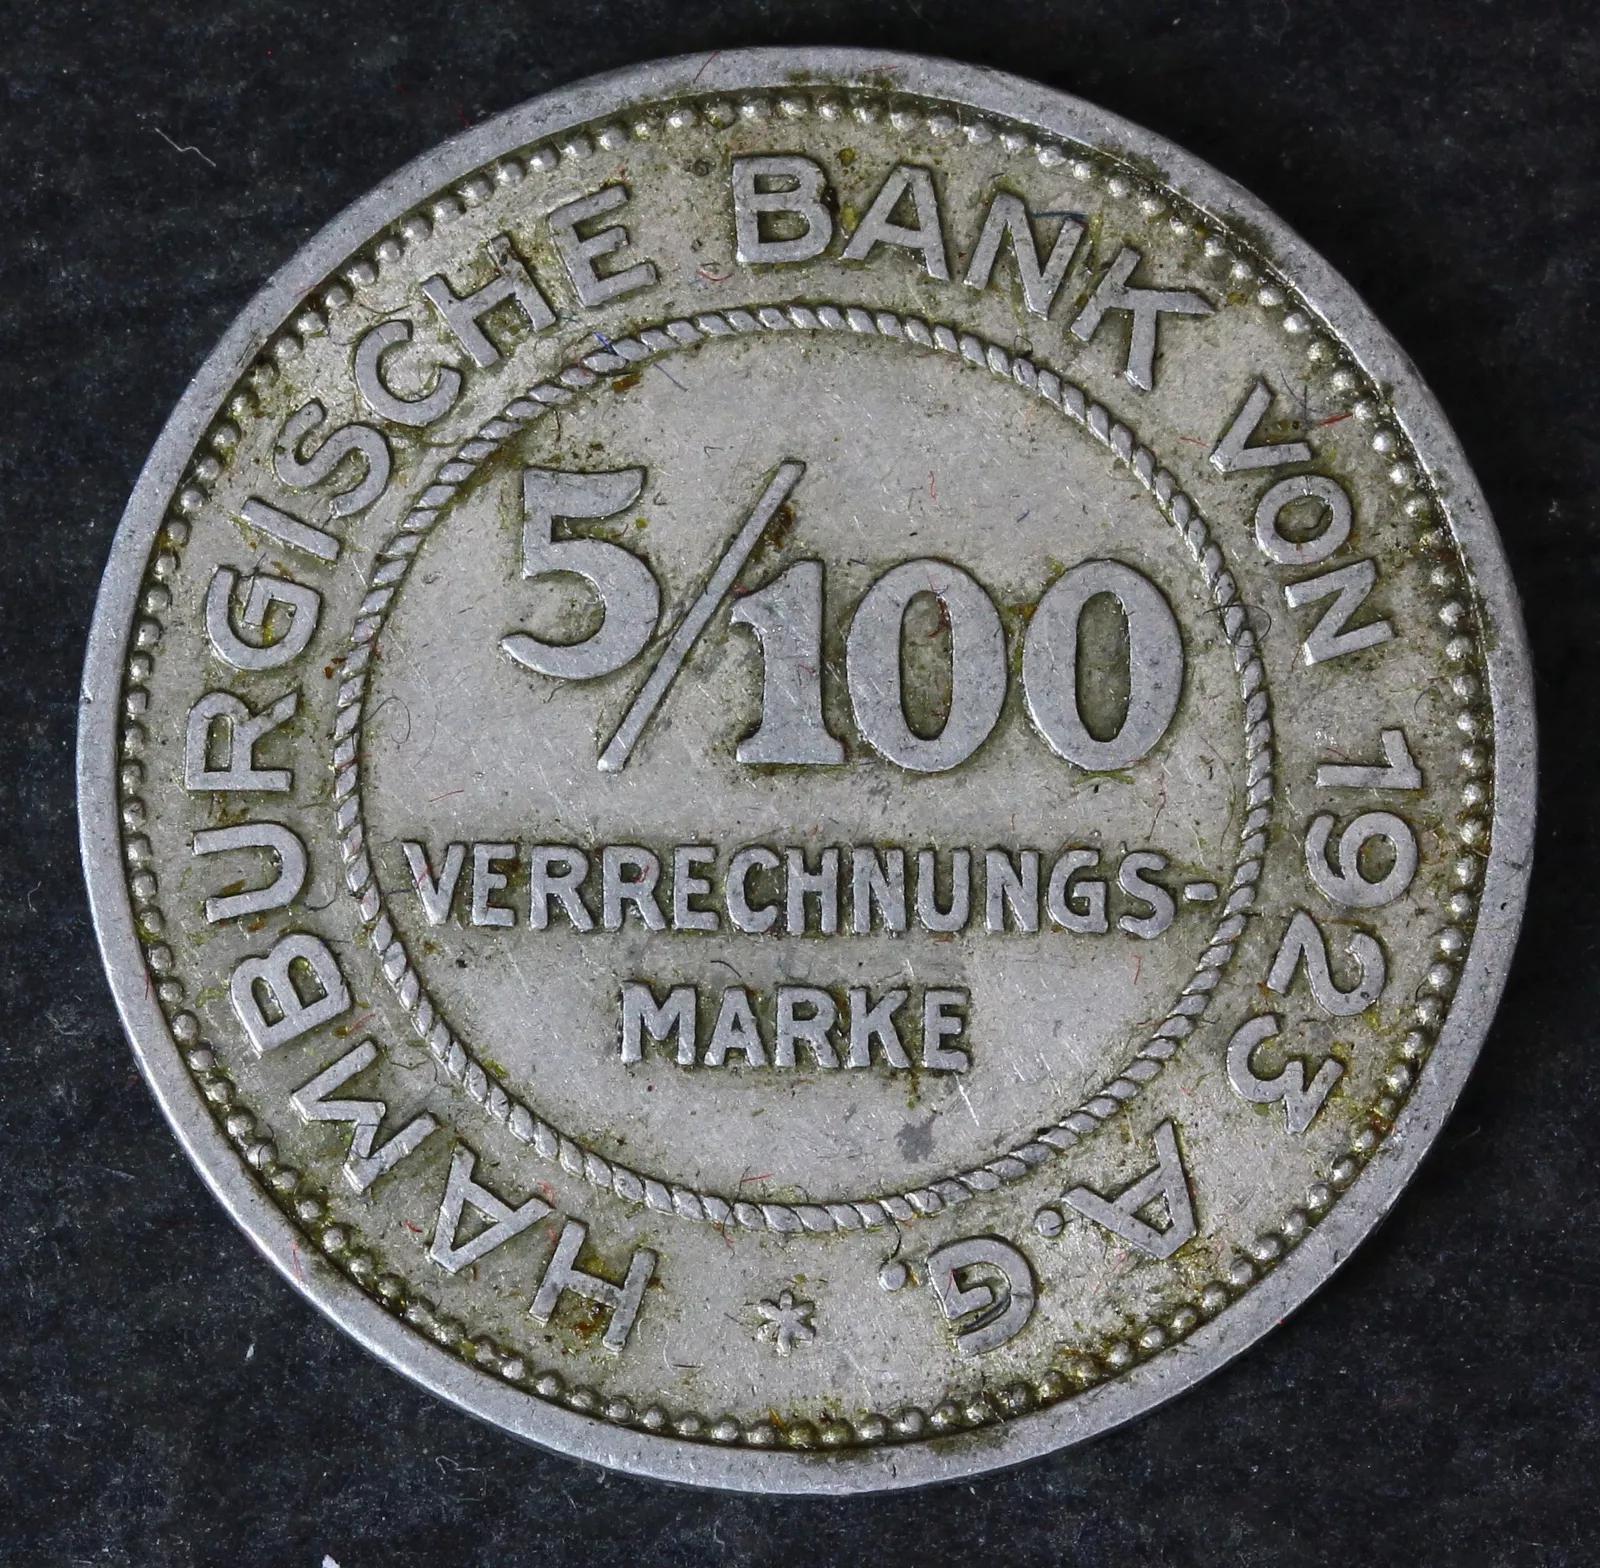 HAMBURGISCHE BANK VON 1923 A.G.
5/100
VERRECHNUNGS-
MARKE